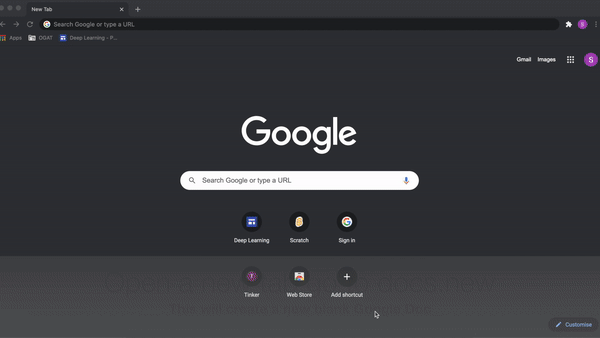 New Tab
Search Google or type a URL
S
Apps
OGAT
Deep Learning - P...
Gmail
Images
S
Google
Search Google or type a URL
Deep Learning
Scratch
Sign in
T
Tinker
Web Store
Add shortcut
Customise